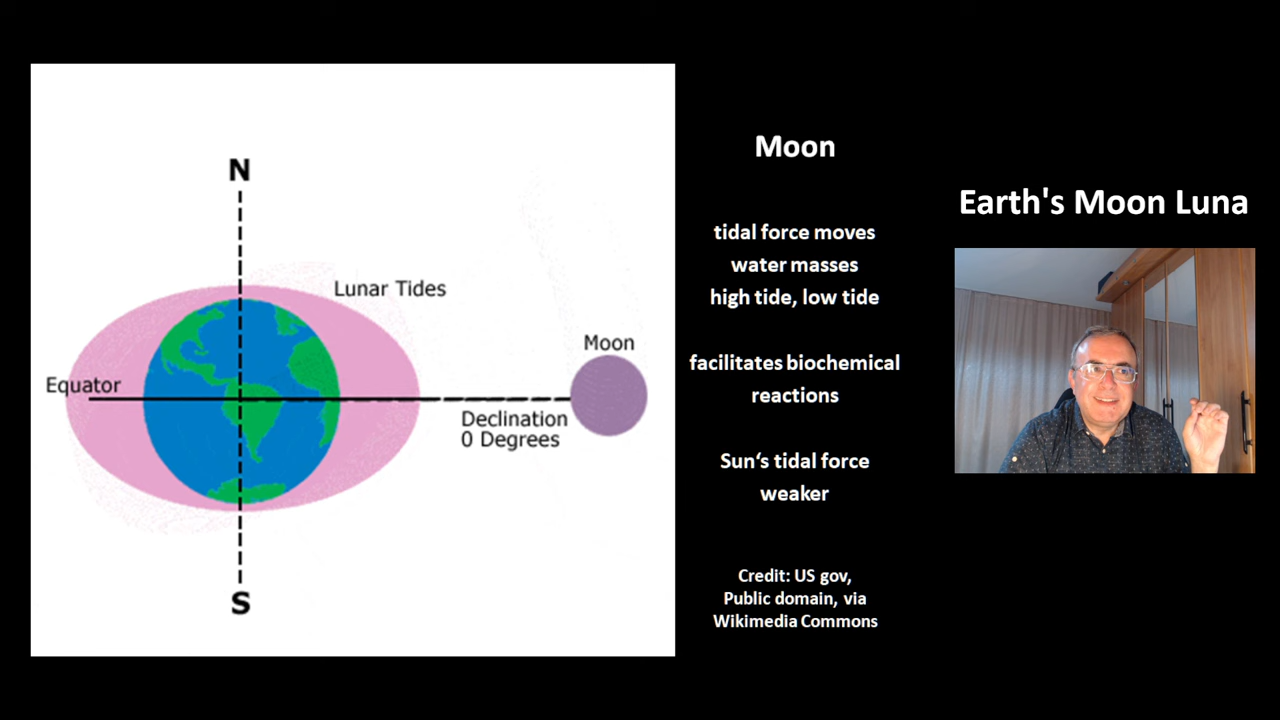 N
Lunar Tides
Moon
Equator
Declination
0 Degrees
S
Moon
tidal force moves
water masses
high tide, low tide
facilitates biochemical
reactions
Sun‘s tidal force
weaker
Credit: US gov,
Public domain, via
Wikimedia Commons
Earth's Moon Luna